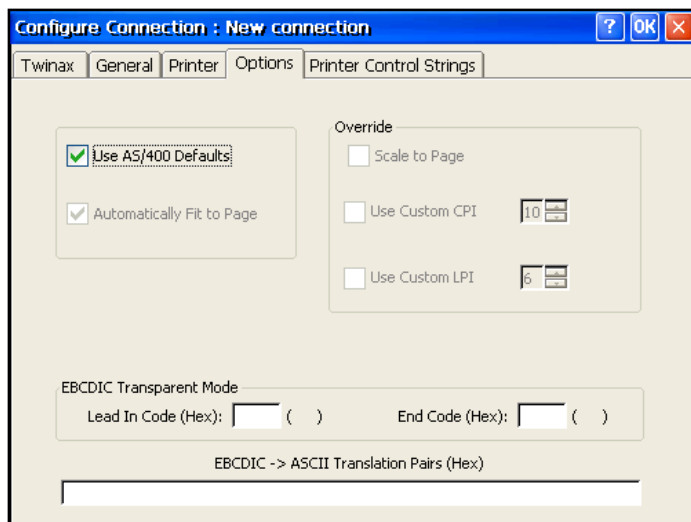 Configure Connection : New connection ? OK ×
Twinax General Printer Options Printer Control Strings
Override
Use AS/400 Defaults
Scale to Page
Automatically Fit to Page
Use Custom CPI 10
Use Custom LPI 6
EBCDIC Transparent Mode
Lead In Code (Hex): ( ) End Code (Hex): ( )
EBCDIC -> ASCII Translation Pairs (Hex)